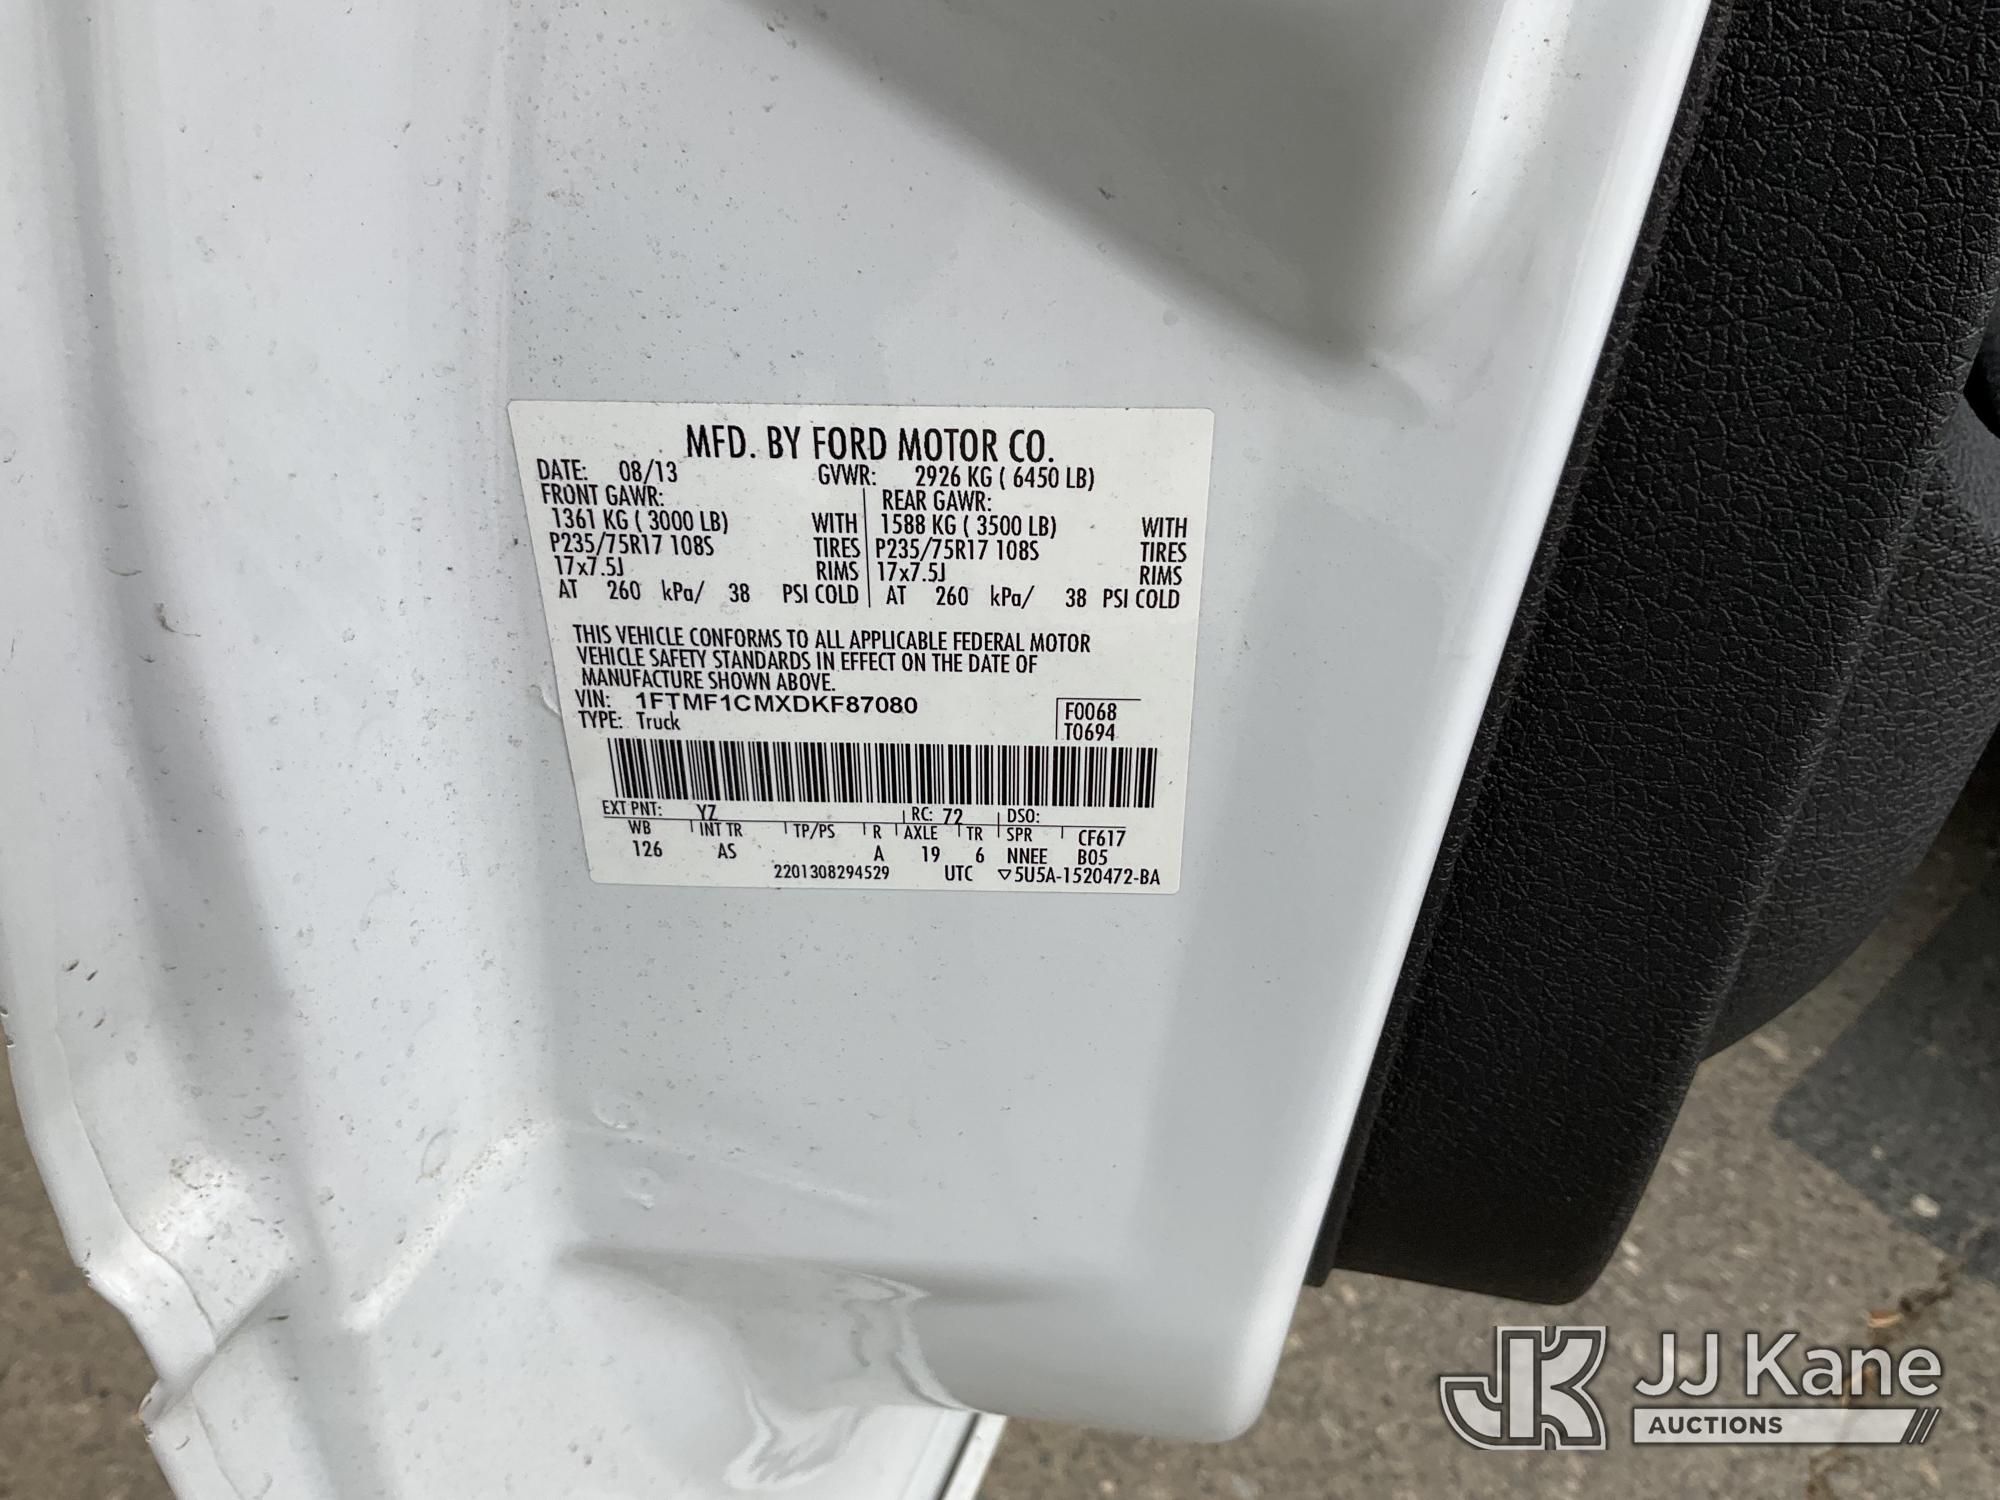 MFD. BY FORD MOTOR CO.
DATE: 08/13 GVWR: 2926 KG ( 6450 LB)
FRONT GAWR: REAR GAWR:
1361 KG ( 3000 LB) WITH 1588 KG ( 3500 LB) WITH
P235/75R17 108S TIRES P235/75R17 108S TIRES
17x7.5J RIMS 17x7.5J RIMS
AT 260 kPa/ 38 PSI COLD AT 260 kPa/ 38 PSI COLD
THIS VEHICLE CONFORMS TO ALL APPLICABLE FEDERAL MOTOR
VEHICLE SAFETY STANDARDS IN EFFECT ON THE DATE OF
MANUFACTURE SHOWN ABOVE.
VIN: 1FTMF1CMXDKF87080 F0068
TYPE: Truck T0694
EXT PNT: YZ RC: 72 DSO:
WB INT TR TP/PS R AXLE TR SPR CF617
126 AS A 19 6 NNEE B05
2201308294529 UTC ▽5U5A-1520472-BA
JK JJ Kane
AUCTIONS